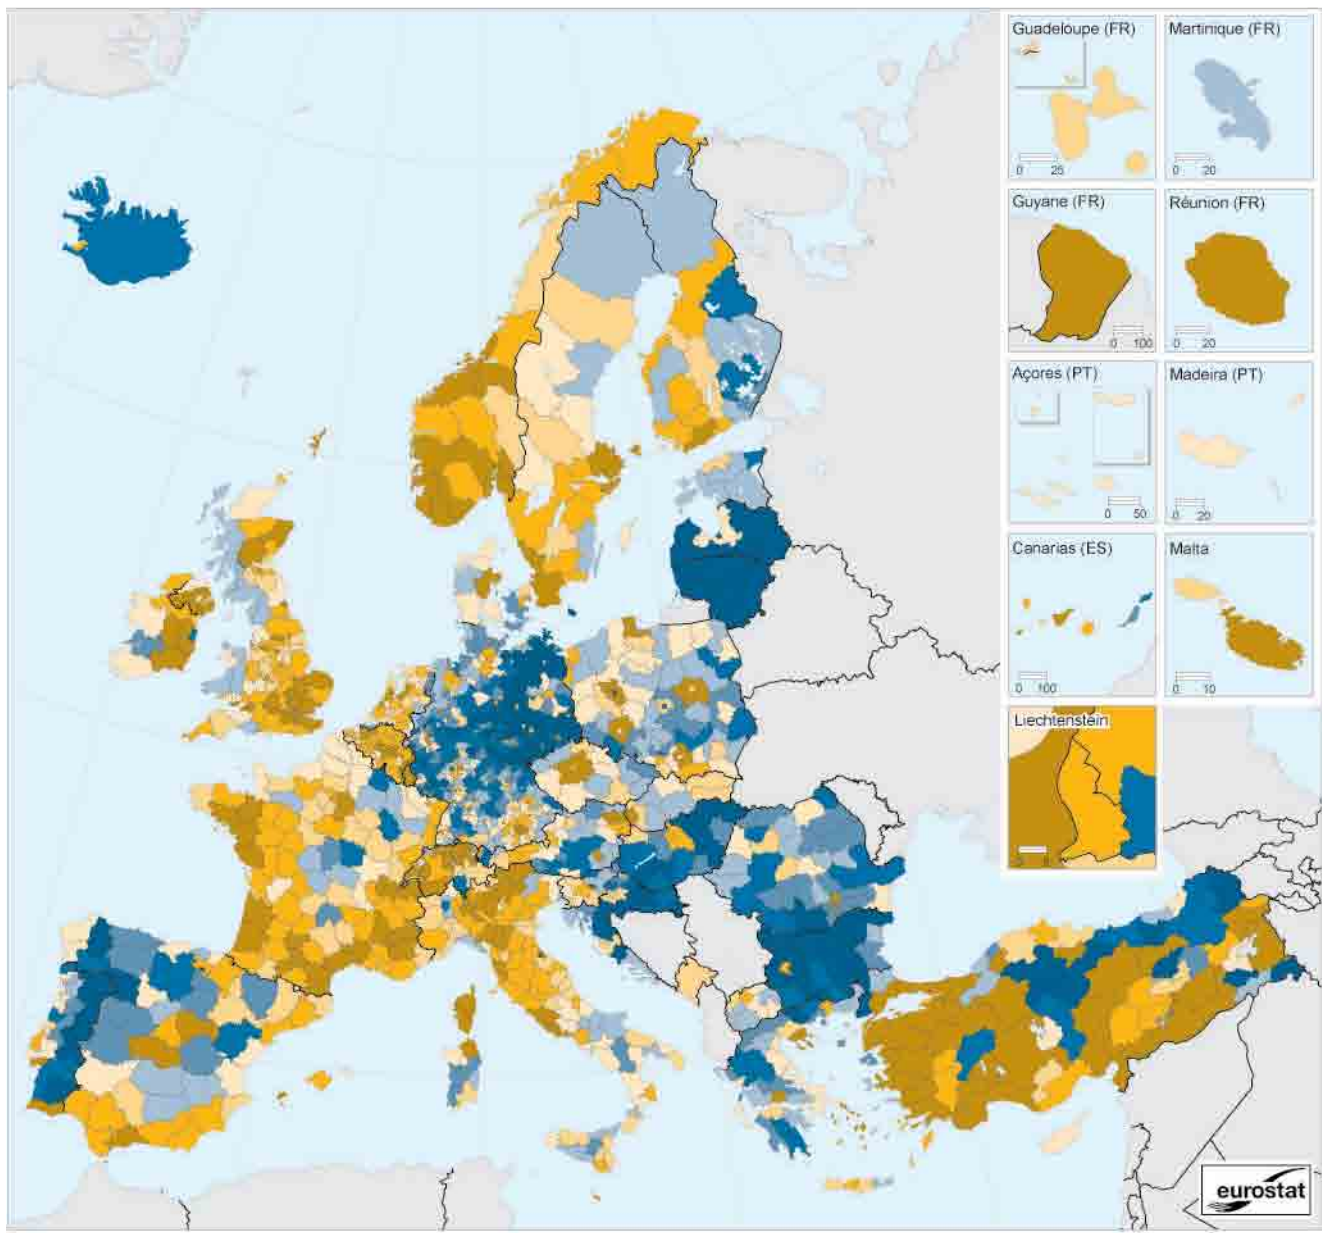 Guadeloupe (FR)
0 25
Martinique (FR)
0 20
Guyane (FR)
0 100
Réunion (FR)
0 20
Açores (PT)
0 50
Madeira (PT)
0 20
Canarias (ES)
0 100
Malta
0 10
Liechtenstein
eurostat